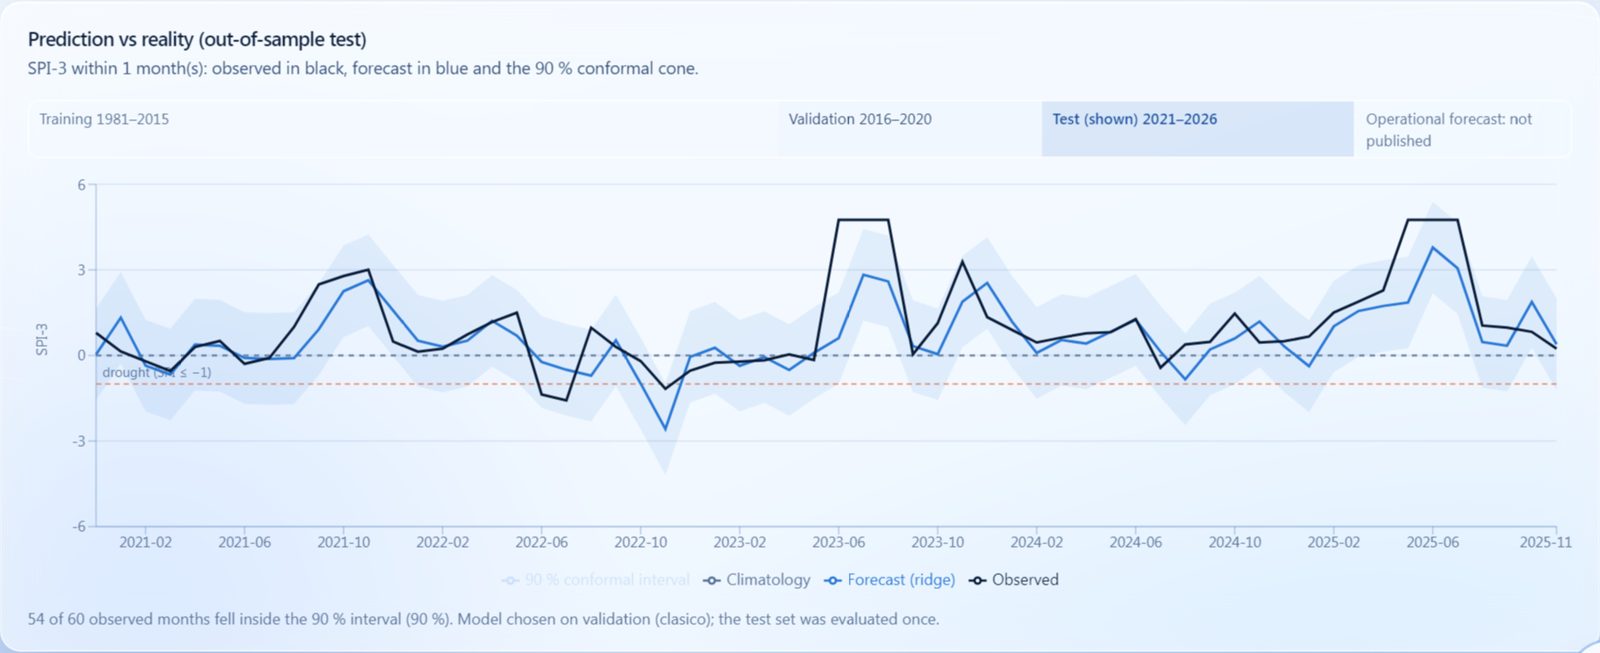 Prediction vs reality (out-of-sample test)
SPI-3 within 1 month(s): observed in black, forecast in blue and the 90 % conformal cone.
Training 1981–2015
Validation 2016–2020
Test (shown) 2021–2026
Operational forecast: not
published
6
3
0
-3
-6
SPI-3
drought (SPI ≤ −1)
2021-02
2021-06
2021-10
2022-02
2022-06
2022-10
2023-02
2023-06
2023-10
2024-02
2024-06
2024-10
2025-02
2025-06
2025-11
90 % conformal interval
Climatology
Forecast (ridge)
Observed
54 of 60 observed months fell inside the 90 % interval (90 %). Model chosen on validation (clasico); the test set was evaluated once.